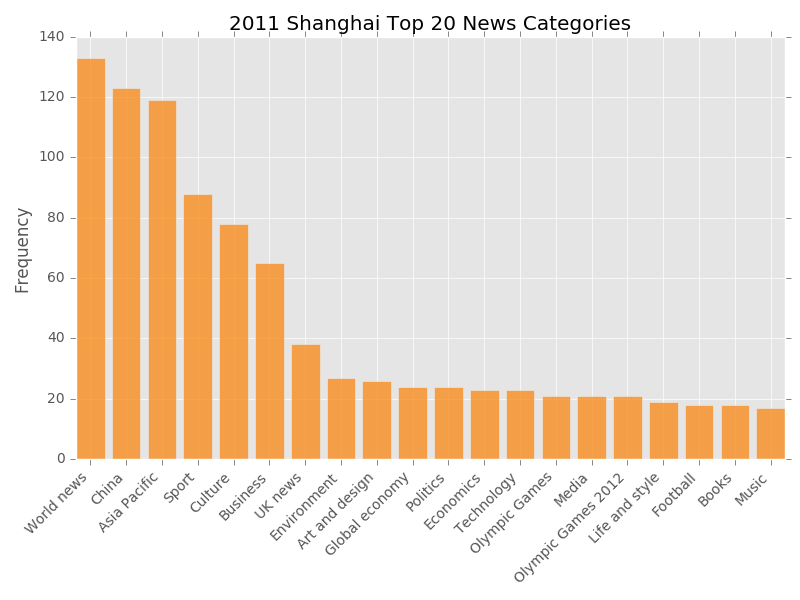 2011 Shanghai Top 20 News Categories
140
120
100
80
60
40
20
0
Frequency
World news
China
Asia Pacific
Sport
Culture
Business
UK news
Environment
Art and design
Global economy
Politics
Economics
Technology
Olympic Games
Media
Olympic Games 2012
Life and style
Football
Books
Music